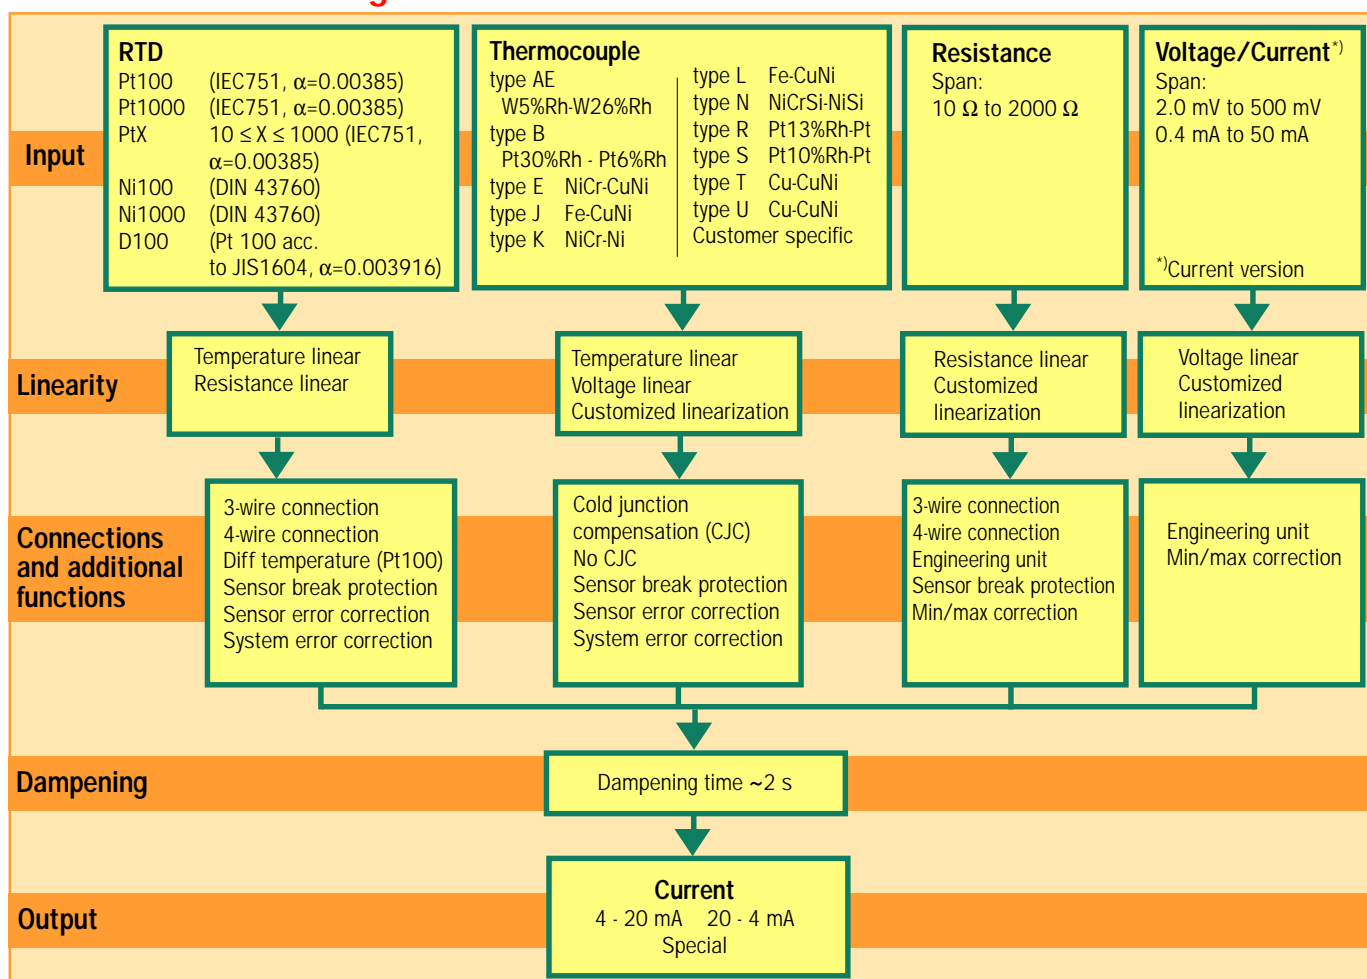 Input
RTD
Pt100 (IEC751, α=0.00385)
Pt1000 (IEC751, α=0.00385)
PtX 10 ≤ X ≤ 1000 (IEC751,
α=0.00385)
Ni100 (DIN 43760)
Ni1000 (DIN 43760)
D100 (Pt 100 acc.
to JIS1604, α=0.003916)
Thermocouple
type AE
W5%Rh-W26%Rh
type B
Pt30%Rh - Pt6%Rh
type E NiCr-CuNi
type J Fe-CuNi
type K NiCr-Ni
type L Fe-CuNi
type N NiCrSi-NiSi
type R Pt13%Rh-Pt
type S Pt10%Rh-Pt
type T Cu-CuNi
type U Cu-CuNi
Customer specific
Resistance
Span:
10 Ω to 2000 Ω
Voltage/Current*)
Span:
2.0 mV to 500 mV
0.4 mA to 50 mA
*)Current version
Linearity
Temperature linear
Resistance linear
Temperature linear
Voltage linear
Customized linearization
Resistance linear
Customized
linearization
Voltage linear
Customized
linearization
Connections
and additional
functions
3-wire connection
4-wire connection
Diff temperature (Pt100)
Sensor break protection
Sensor error correction
System error correction
Cold junction
compensation (CJC)
No CJC
Sensor break protection
Sensor error correction
System error correction
3-wire connection
4-wire connection
Engineering unit
Sensor break protection
Min/max correction
Engineering unit
Min/max correction
Dampening
Dampening time ~2 s
Output
Current
4 - 20 mA 20 - 4 mA
Special